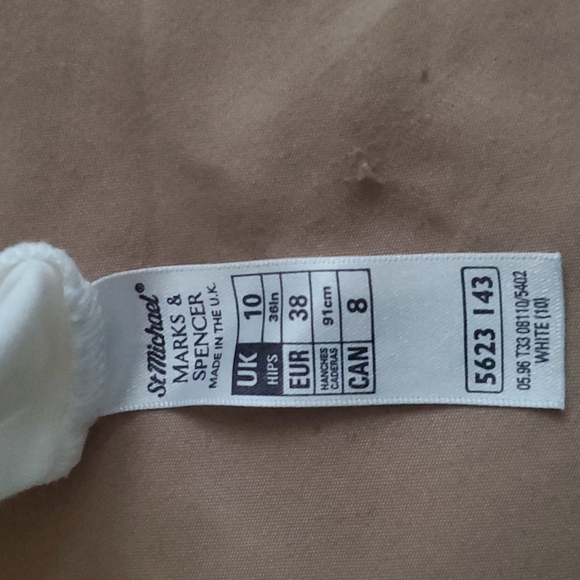 St Michael®
MARKS &
SPENCER
MADE IN THE U.K.
UK 10
HIPS 36in
EUR 38
HANCHES
CADERAS 91cm
CAN 8
5623 143
05.96 T33 08110/5402
WHITE (10)